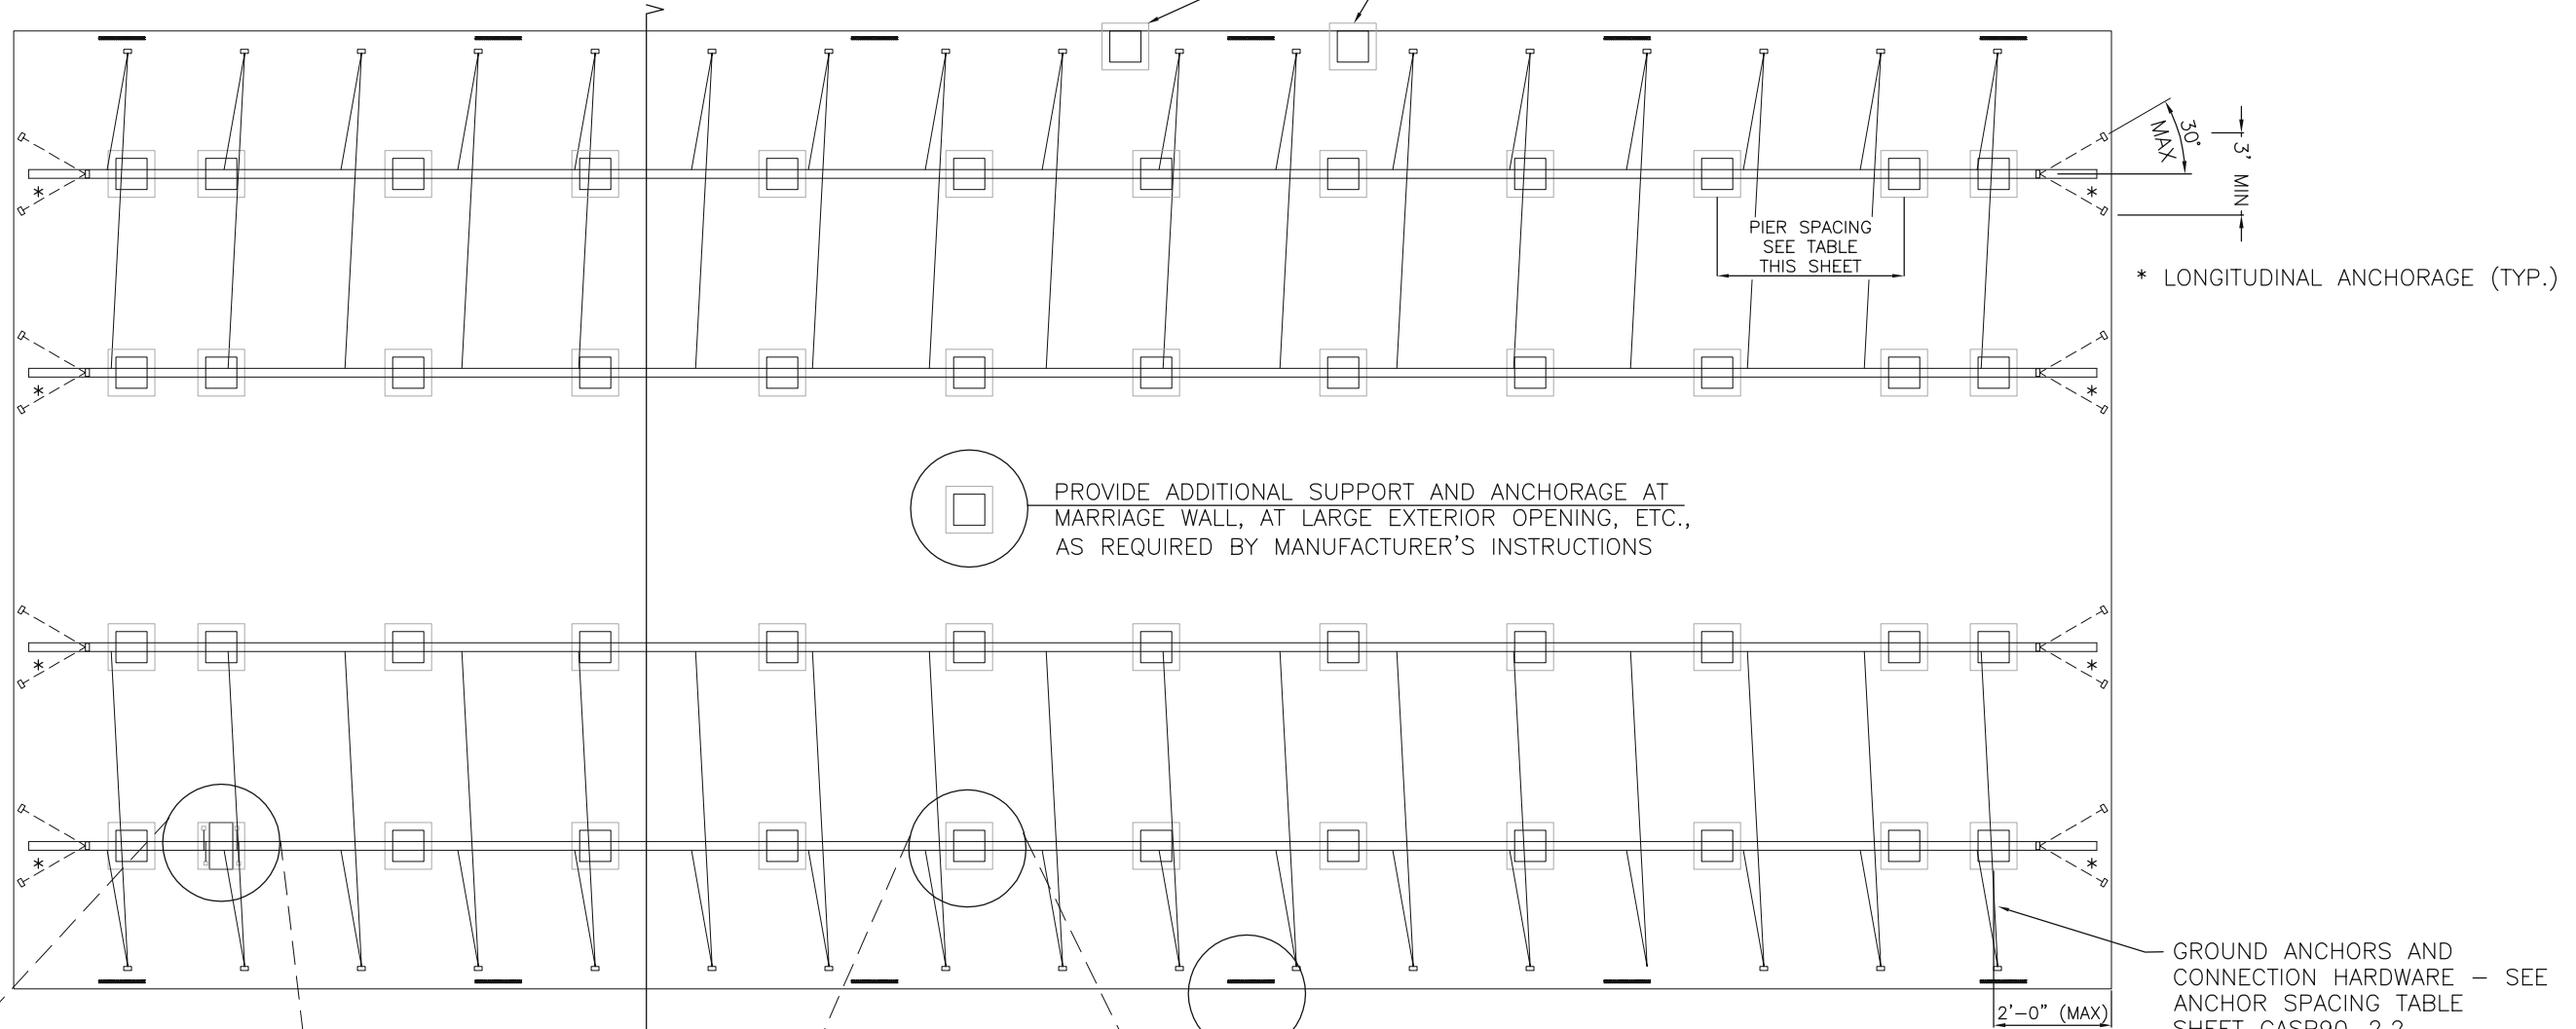 30°
MAX
3' MIN
PIER SPACING
SEE TABLE
THIS SHEET
* LONGITUDINAL ANCHORAGE (TYP.)
*
*
*
*
PROVIDE ADDITIONAL SUPPORT AND ANCHORAGE AT
MARRIAGE WALL, AT LARGE EXTERIOR OPENING, ETC.,
AS REQUIRED BY MANUFACTURER'S INSTRUCTIONS
*
*
*
*
GROUND ANCHORS AND
CONNECTION HARDWARE – SEE
ANCHOR SPACING TABLE
2'-0" (MAX)
SHEET